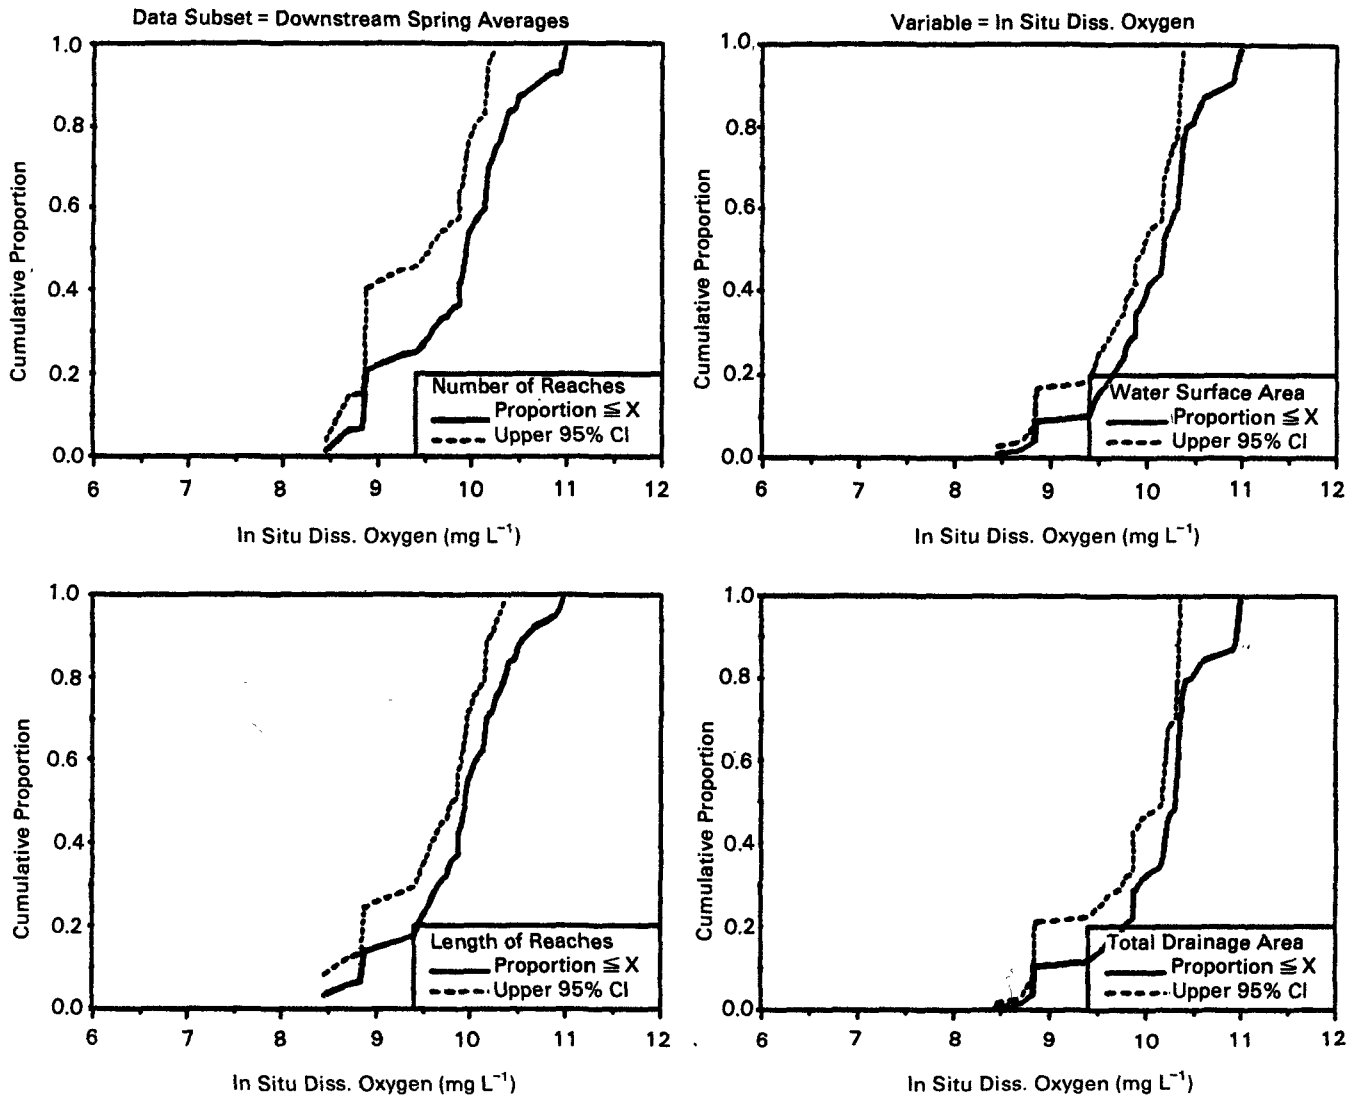 Data Subset = Downstream Spring Averages
Variable = In Situ Diss. Oxygen
1.0
0.8
0.6
0.4
0.2
0.0
Cumulative Proportion
Number of Reaches
Proportion ≦ X
Upper 95% CI
6 7 8 9 10 11 12
In Situ Diss. Oxygen (mg L⁻¹)
1.0
0.8
0.6
0.4
0.2
0.0
Cumulative Proportion
Water Surface Area
Proportion ≦ X
Upper 95% CI
6 7 8 9 10 11 12
In Situ Diss. Oxygen (mg L⁻¹)
1.0
0.8
0.6
0.4
0.2
0.0
Cumulative Proportion
Length of Reaches
Proportion ≦ X
Upper 95% CI
6 7 8 9 10 11 12
In Situ Diss. Oxygen (mg L⁻¹)
1.0
0.8
0.6
0.4
0.2
0.0
Cumulative Proportion
Total Drainage Area
Proportion ≦ X
Upper 95% CI
6 7 8 9 10 11 12
In Situ Diss. Oxygen (mg L⁻¹)